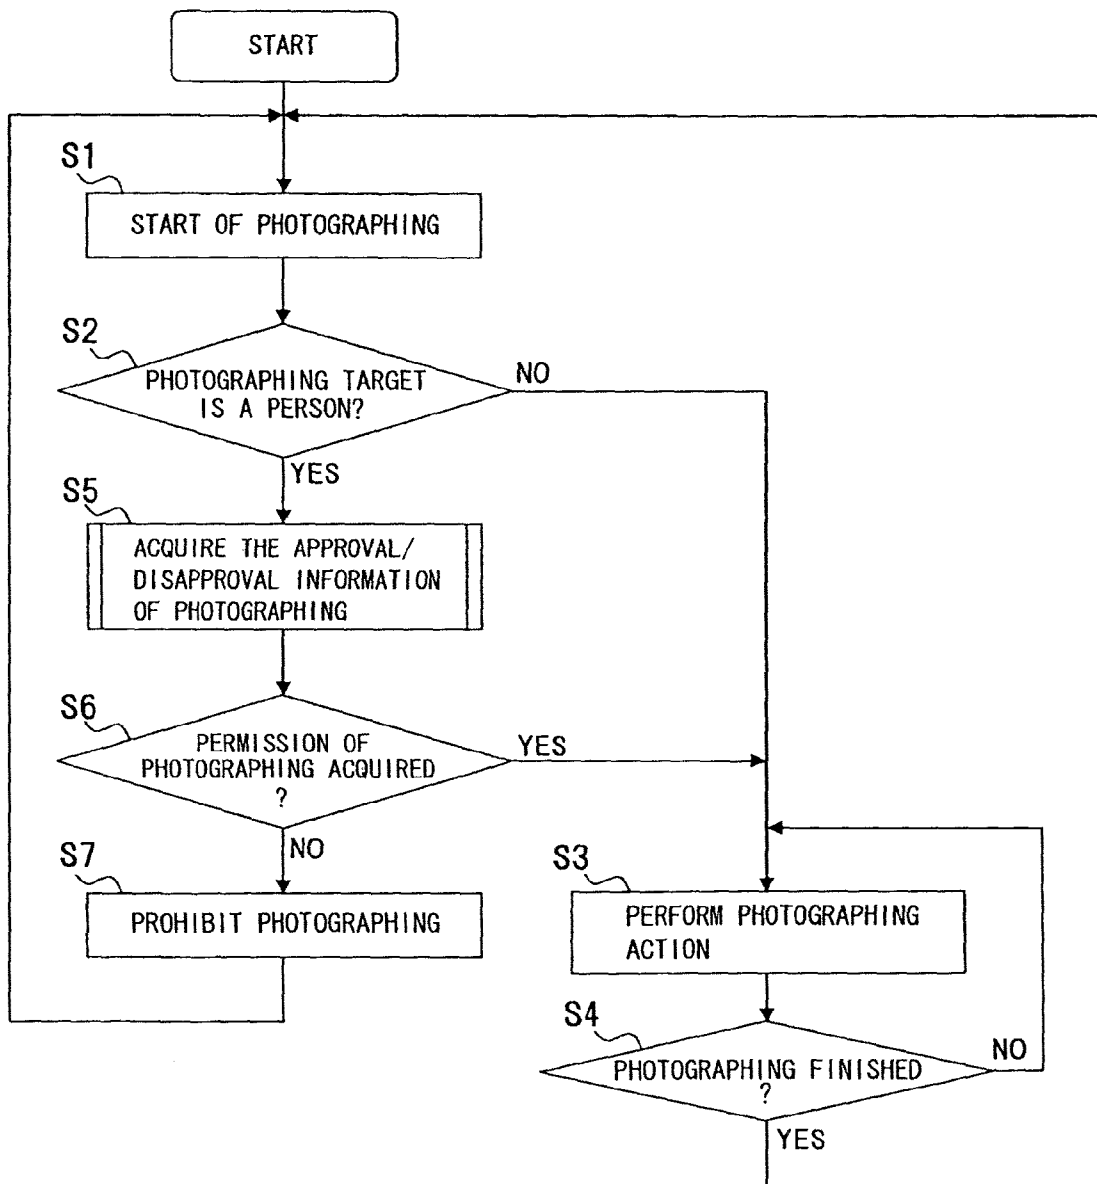 START
S1
START OF PHOTOGRAPHING
S2
PHOTOGRAPHING TARGET
IS A PERSON?
NO
YES
S5
ACQUIRE THE APPROVAL/
DISAPPROVAL INFORMATION
OF PHOTOGRAPHING
S6
PERMISSION OF
PHOTOGRAPHING ACQUIRED
?
YES
NO
S7
PROHIBIT PHOTOGRAPHING
S3
PERFORM PHOTOGRAPHING
ACTION
S4
PHOTOGRAPHING FINISHED
?
NO
YES